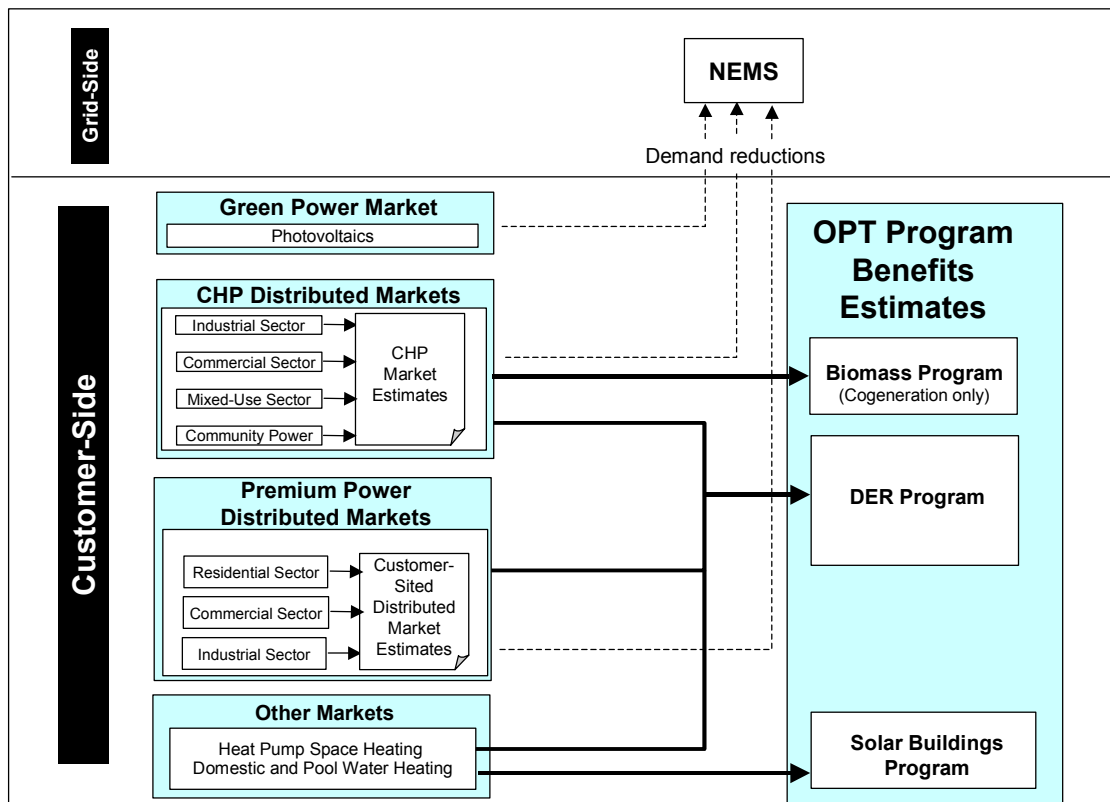 Grid-Side
NEMS
Demand reductions
Customer-Side
Green Power Market
Photovoltaics
CHP Distributed Markets
Industrial Sector
Commercial Sector
Mixed-Use Sector
Community Power
CHP
Market
Estimates
Premium Power
Distributed Markets
Residential Sector
Commercial Sector
Industrial Sector
Customer-
Sited
Distributed
Market
Estimates
Other Markets
Heat Pump Space Heating
Domestic and Pool Water Heating
OPT Program
Benefits
Estimates
Biomass Program
(Cogeneration only)
DER Program
Solar Buildings
Program